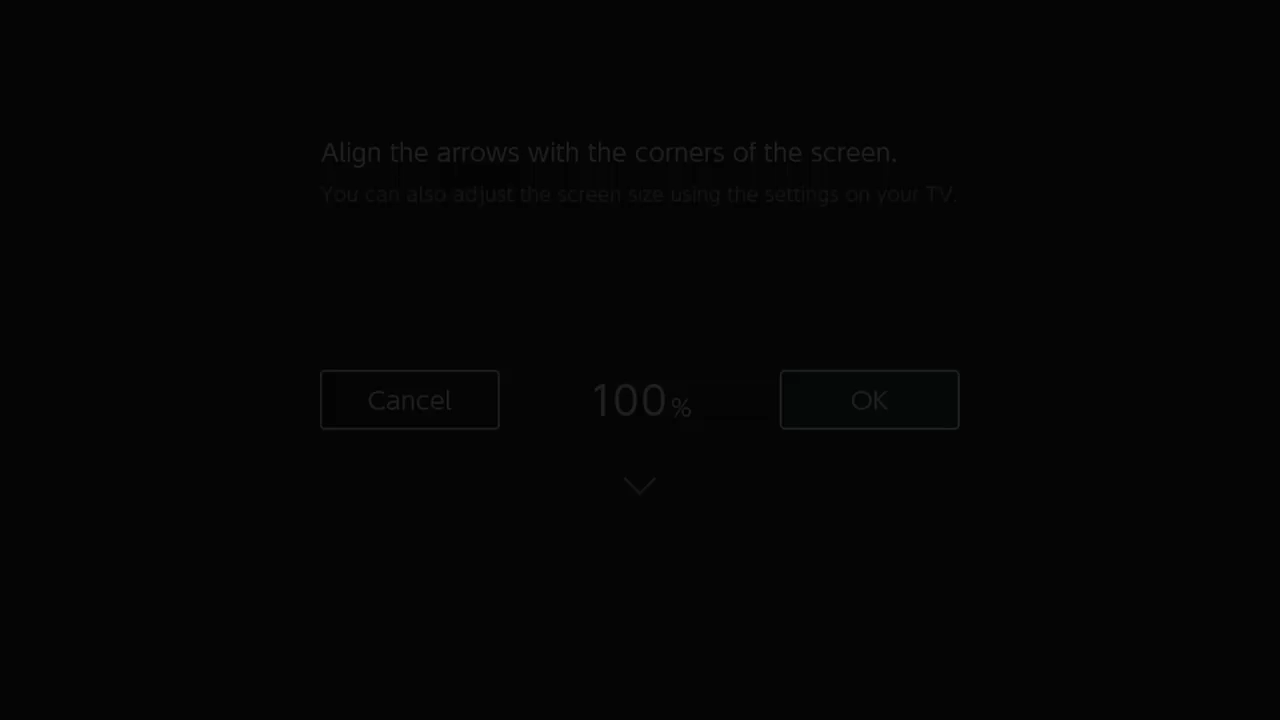 Align the arrows with the corners of the screen.
You can also adjust the screen size using the settings on your TV.
Cancel
100%
OK